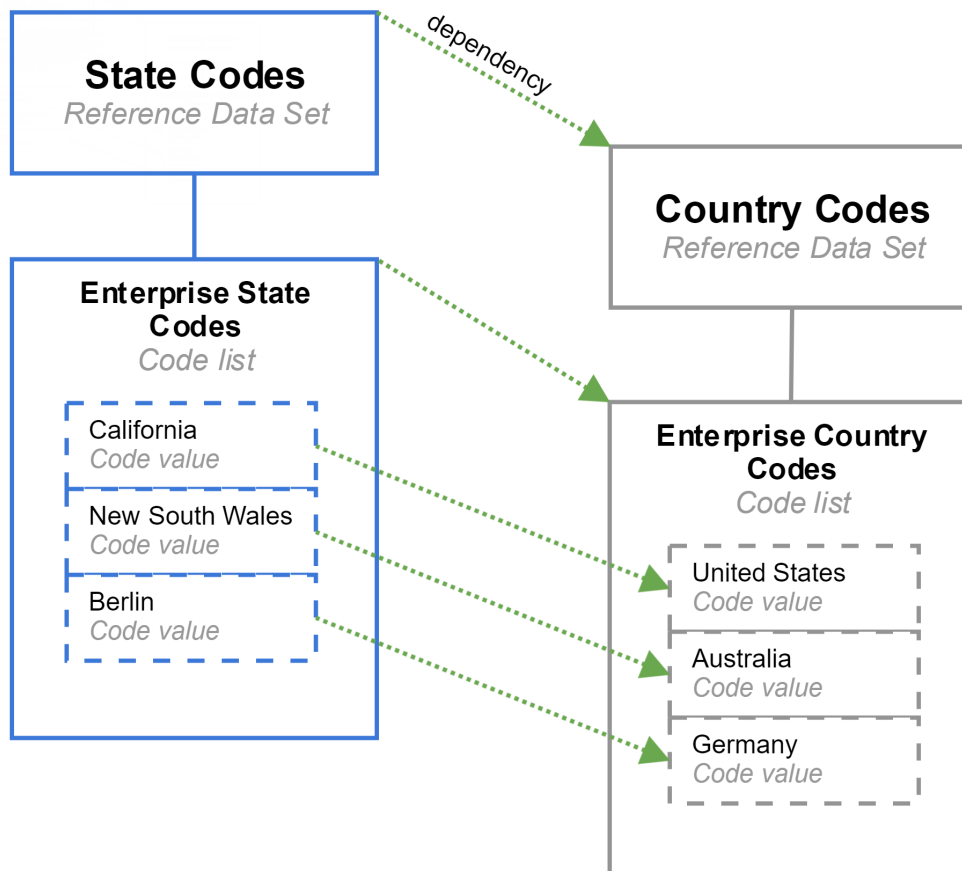 State Codes
Reference Data Set
dependency
Country Codes
Reference Data Set
Enterprise State
Codes
Code list
California
Code value
New South Wales
Code value
Berlin
Code value
Enterprise Country
Codes
Code list
United States
Code value
Australia
Code value
Germany
Code value